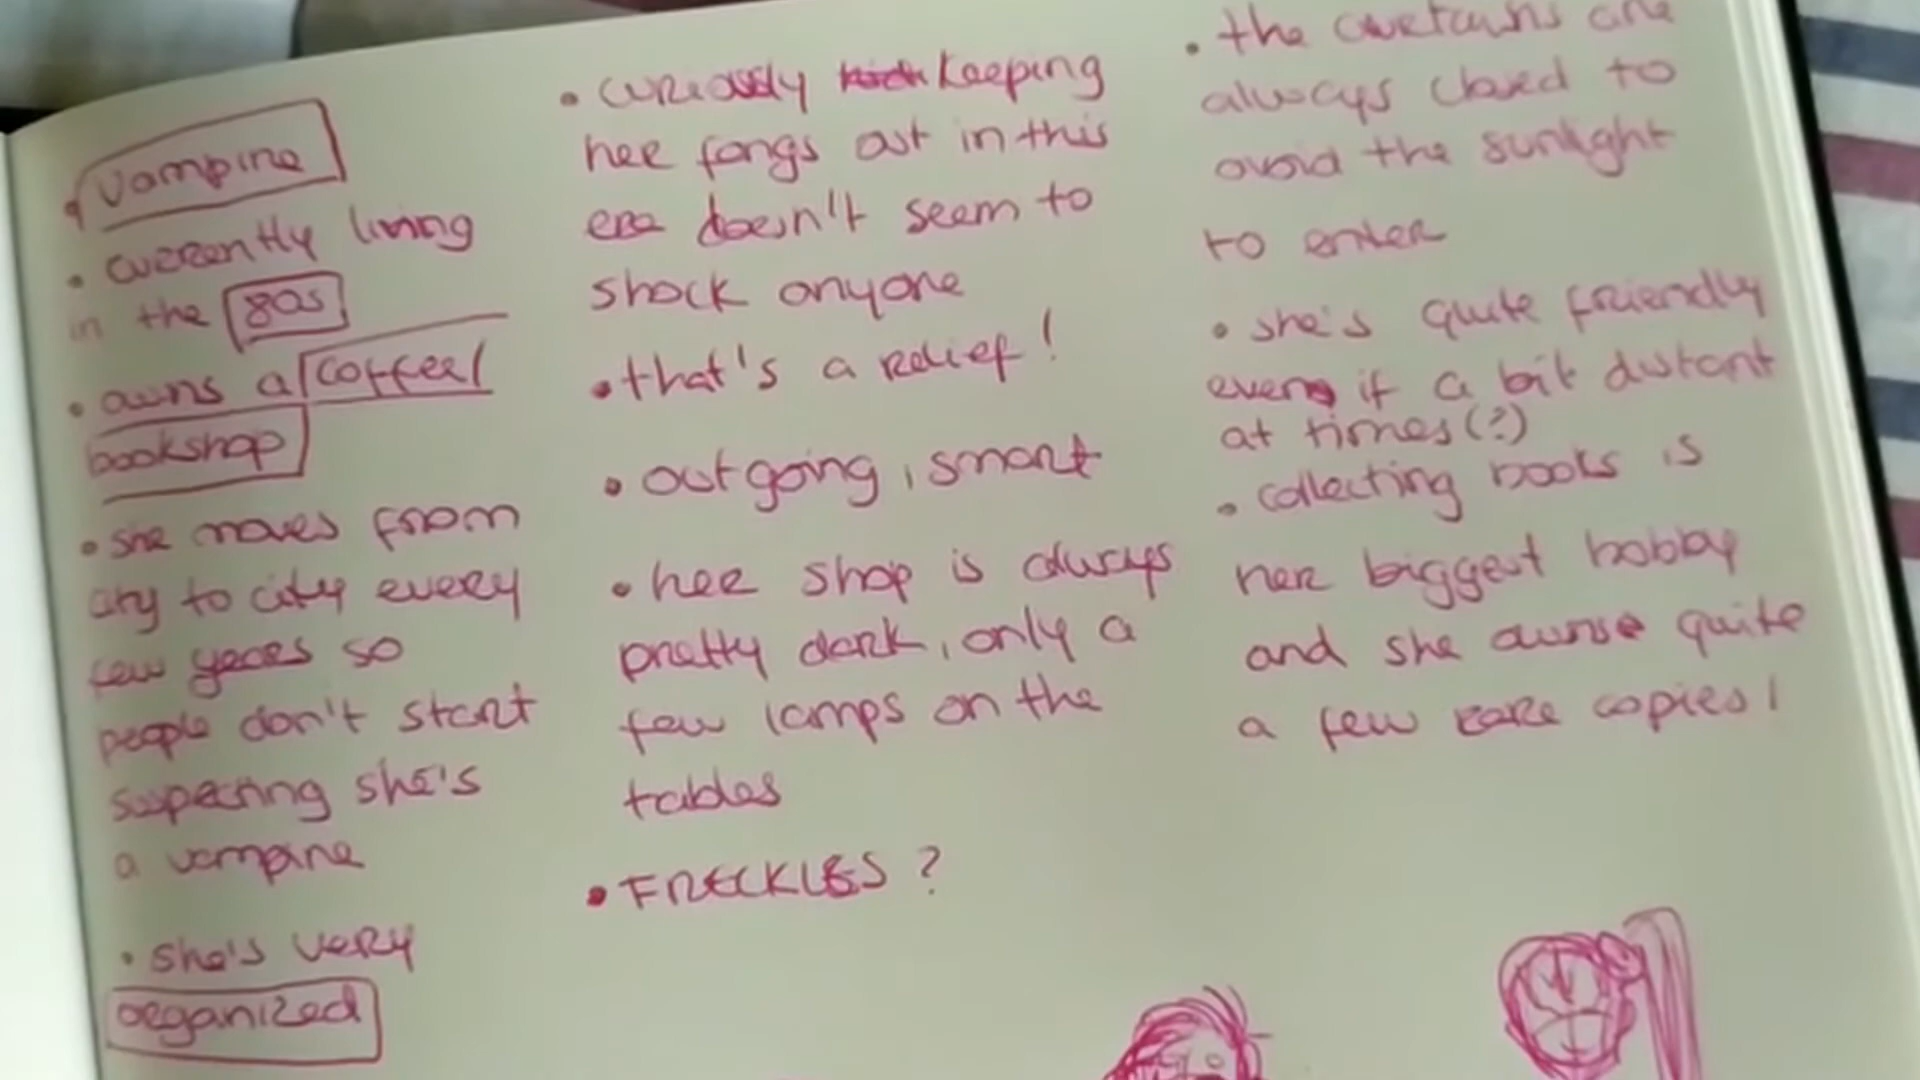 • vampire
• currently living
in the 80s
• owns a coffee/
bookshop
• she moves from
city to city every
few years so
people don't start
suspecting she's
a vampire
• she's very
organized
• curiously keeping
her fangs out in this
era doesn't seem to
shock anyone
• that's a relief!
• outgoing, smart
• her shop is always
pretty dark, only a
few lamps on the
tables
• FRECKLES?
• the curtains are
always closed to
avoid the sunlight
to enter
• she's quite friendly
even if a bit distant
at times (?)
• collecting books is
her biggest hobby
and she owns quite
a few rare copies!